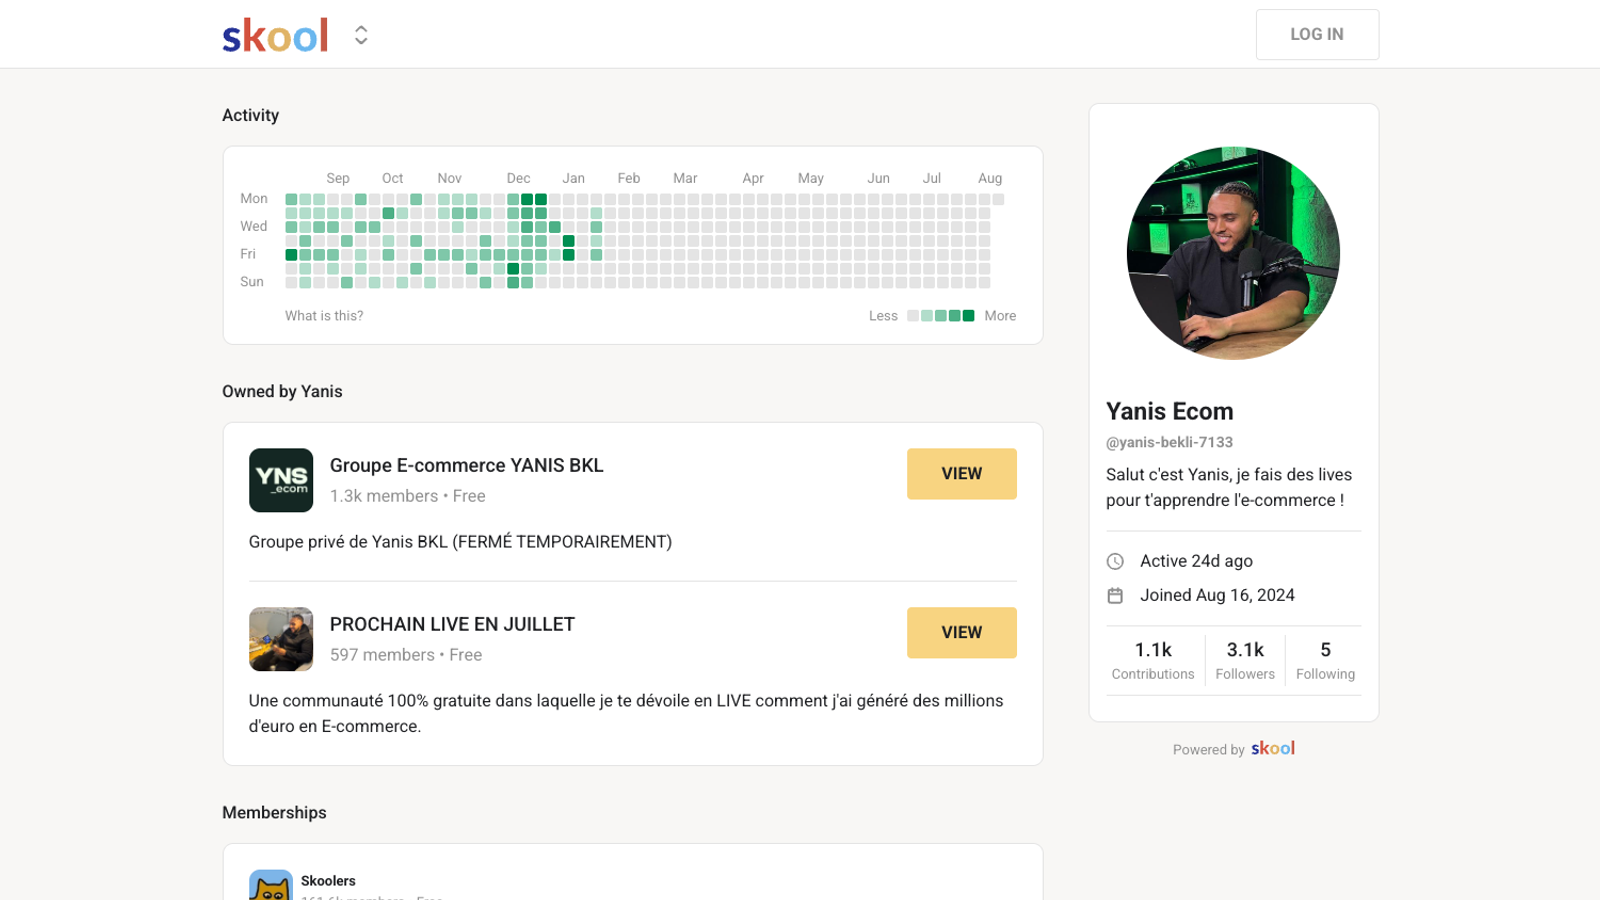 skool
LOG IN
Activity
Sep Oct Nov Dec Jan Feb Mar Apr May Jun Jul Aug
Mon
Wed
Fri
Sun
What is this?
Less More
Owned by Yanis
YNS
_ecom
Groupe E-commerce YANIS BKL
1.3k members • Free
VIEW
Groupe privé de Yanis BKL (FERMÉ TEMPORAIREMENT)
PROCHAIN LIVE EN JUILLET
597 members • Free
VIEW
Une communauté 100% gratuite dans laquelle je te dévoile en LIVE comment j'ai généré des millions
d'euro en E-commerce.
Memberships
Skoolers
Yanis Ecom
@yanis-bekli-7133
Salut c'est Yanis, je fais des lives
pour t'apprendre l'e-commerce !
Active 24d ago
Joined Aug 16, 2024
1.1k 3.1k 5
Contributions Followers Following
Powered by skool